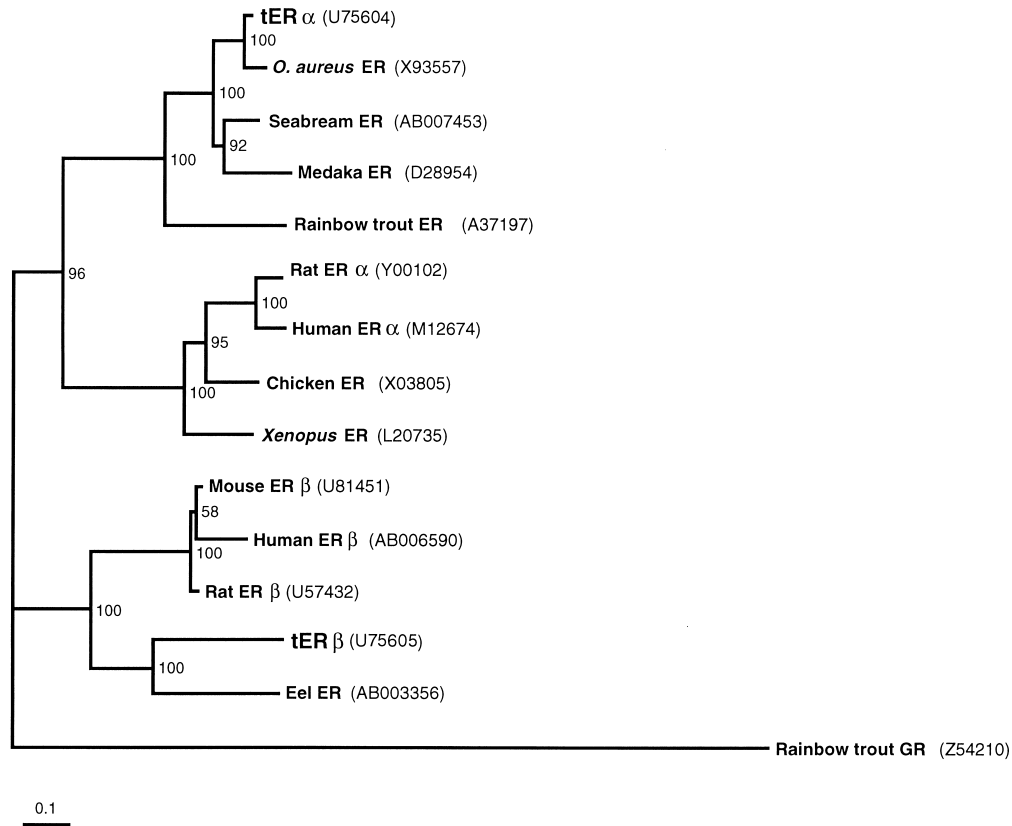 tER α (U75604)
100
O. aureus ER (X93557)
100
Seabream ER (AB007453)
92
100
Medaka ER (D28954)
Rainbow trout ER (A37197)
96
Rat ER α (Y00102)
100
Human ER α (M12674)
95
Chicken ER (X03805)
100
Xenopus ER (L20735)
Mouse ER β (U81451)
58
Human ER β (AB006590)
100
Rat ER β (U57432)
100
tER β (U75605)
100
Eel ER (AB003356)
Rainbow trout GR (Z54210)
0.1